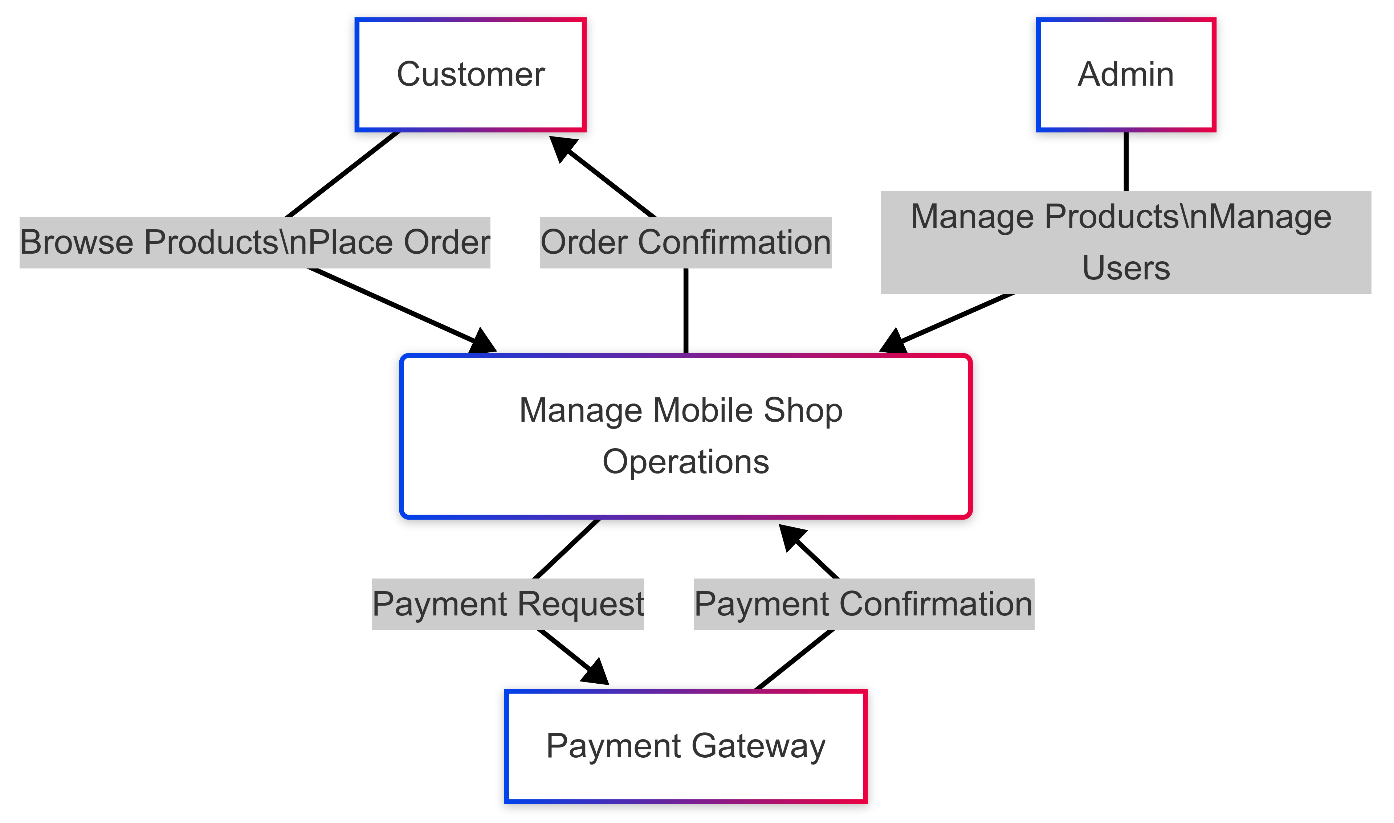 Customer
Admin
Browse Products\nPlace Order
Order Confirmation
Manage Products\nManage
Users
Manage Mobile Shop
Operations
Payment Request
Payment Confirmation
Payment Gateway